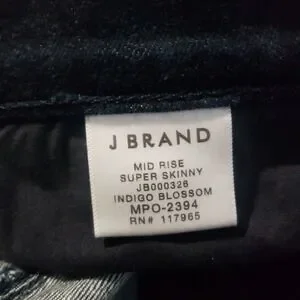 J BRAND
MID RISE
SUPER SKINNY
JB000326
INDIGO BLOSSOM
MPO-2394
RN# 117965